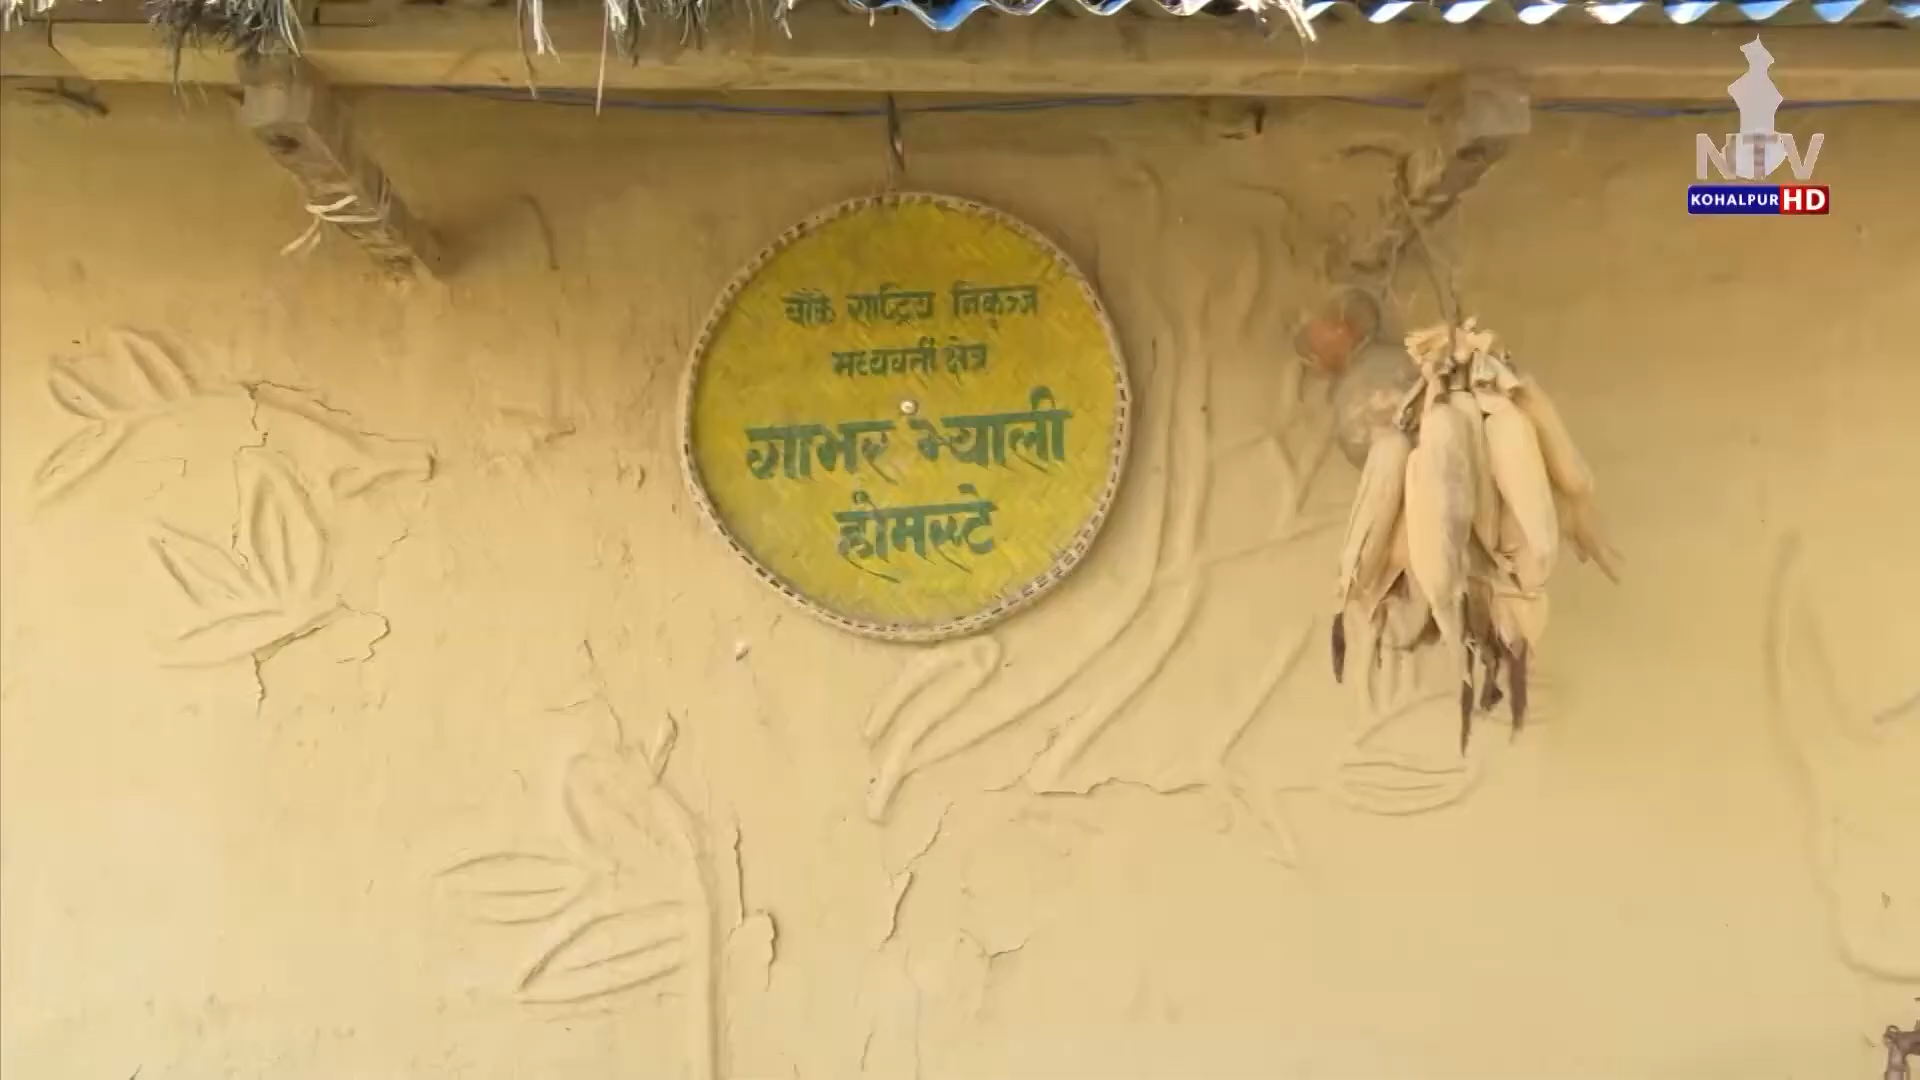 बाँके राष्ट्रिय निकुञ्ज
मध्यवर्ती क्षेत्र
गाभर भ्याली
होमस्टे
NTV
KOHALPUR HD